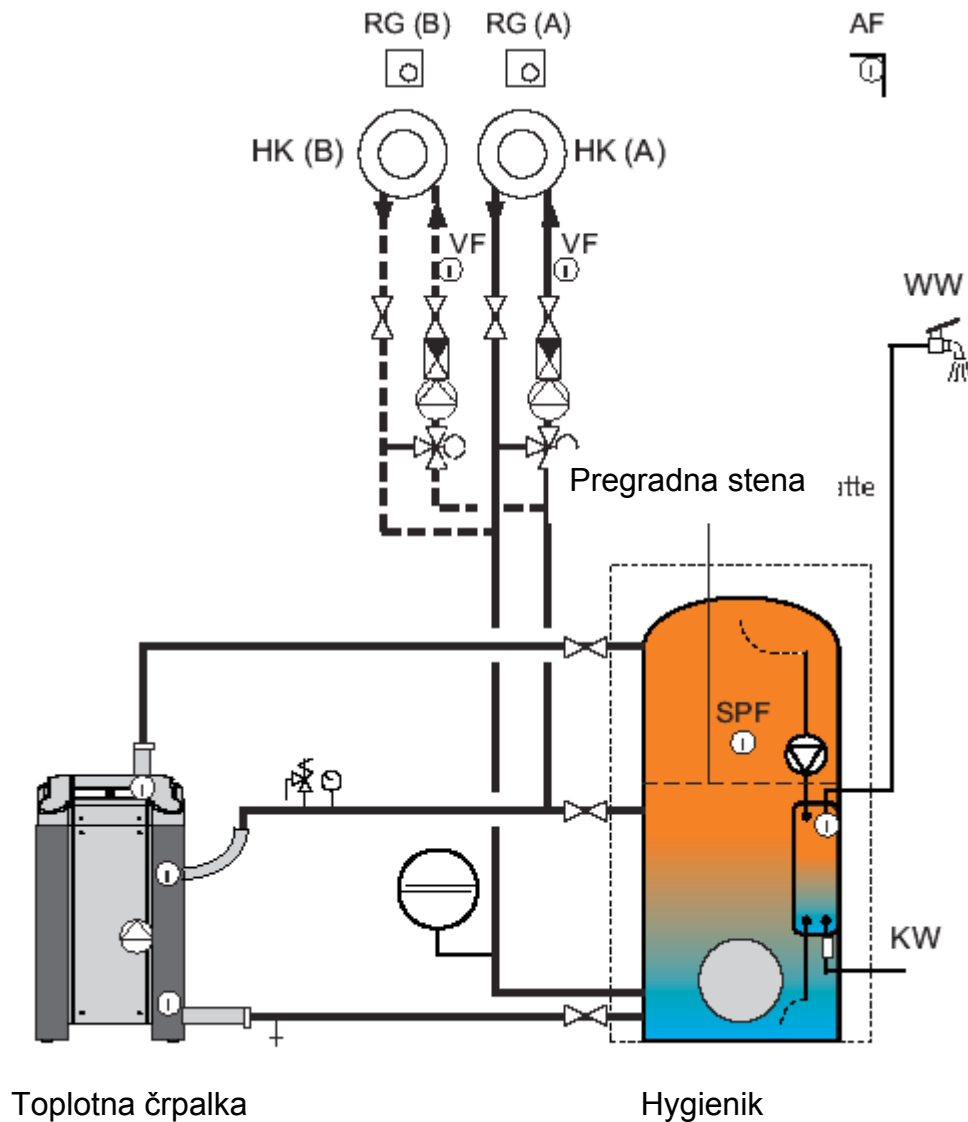 RG (B) RG (A) AF
HK (B) HK (A)
VF VF
WW
Pregradna stena
SPF
KW
Toplotna črpalka Hygienik